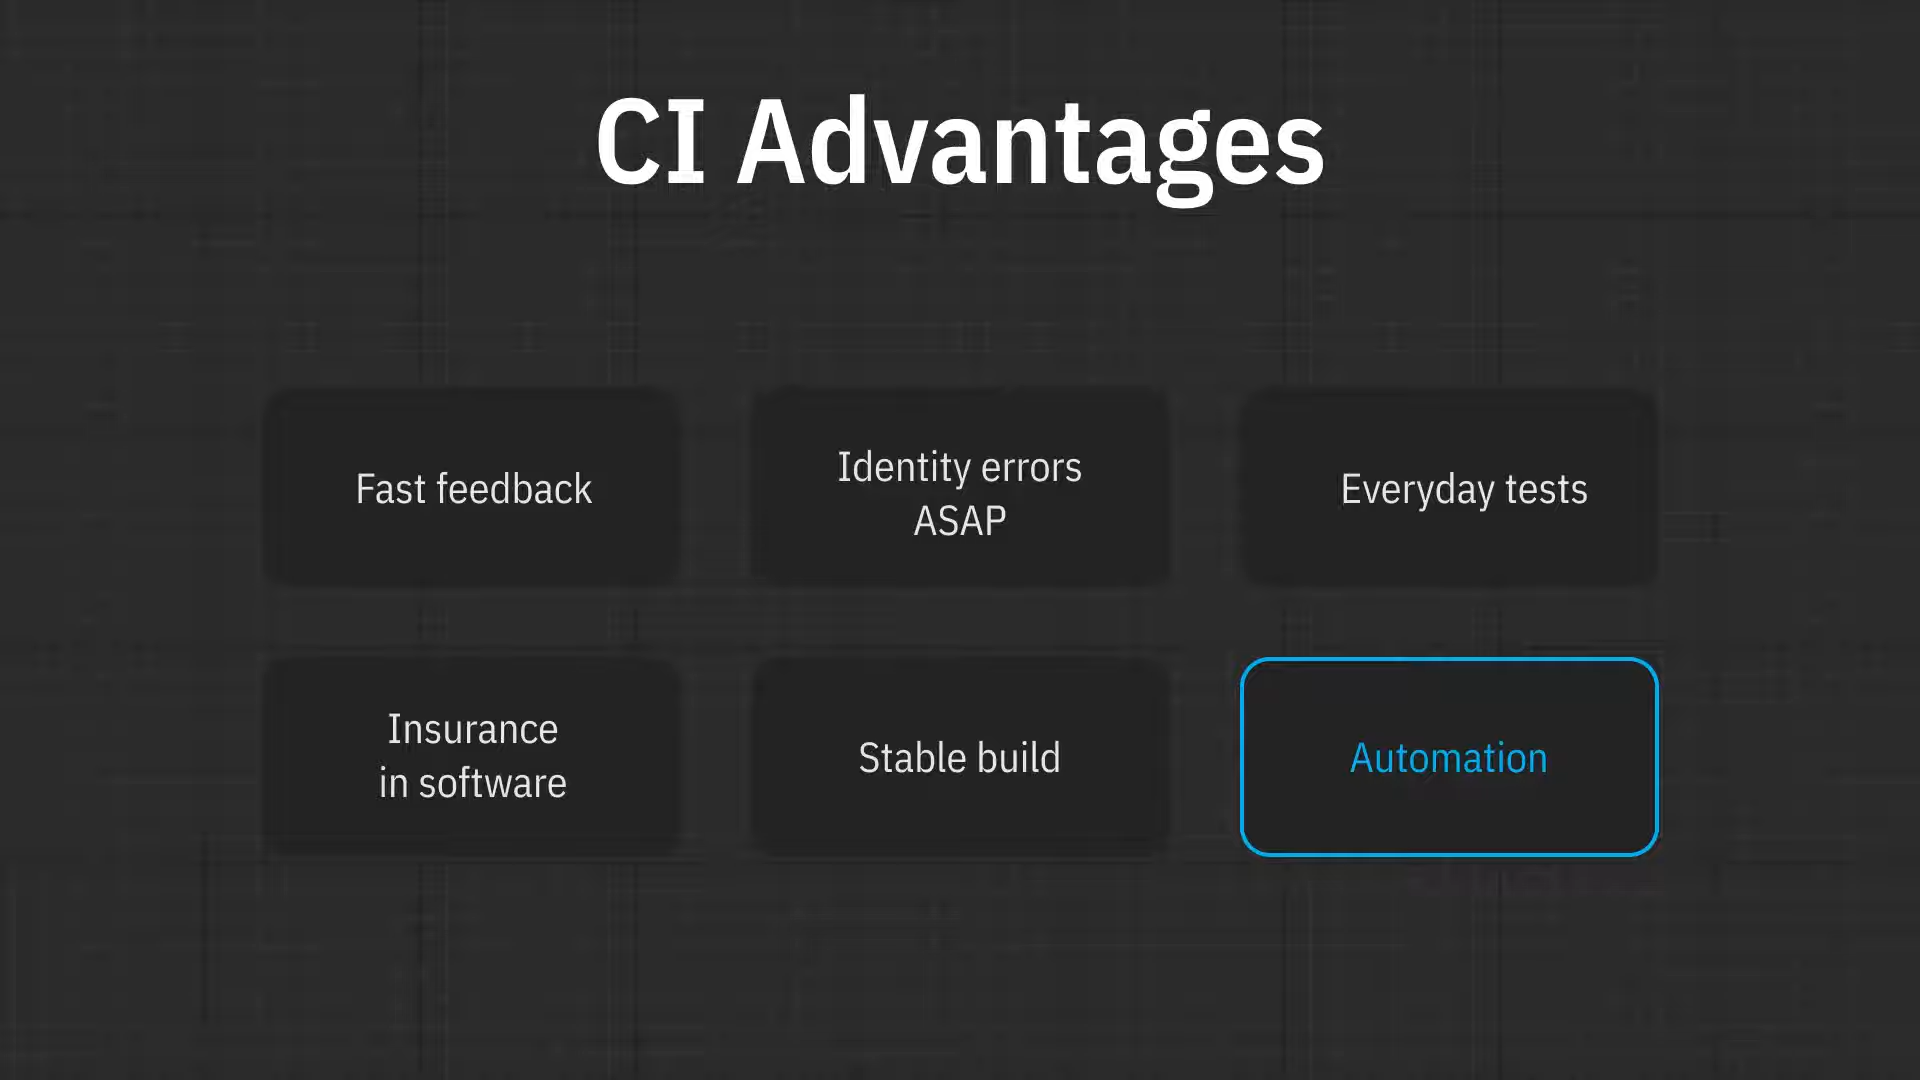 CI Advantages
Fast feedback
Identity errors
ASAP
Everyday tests
Insurance
in software
Stable build
Automation